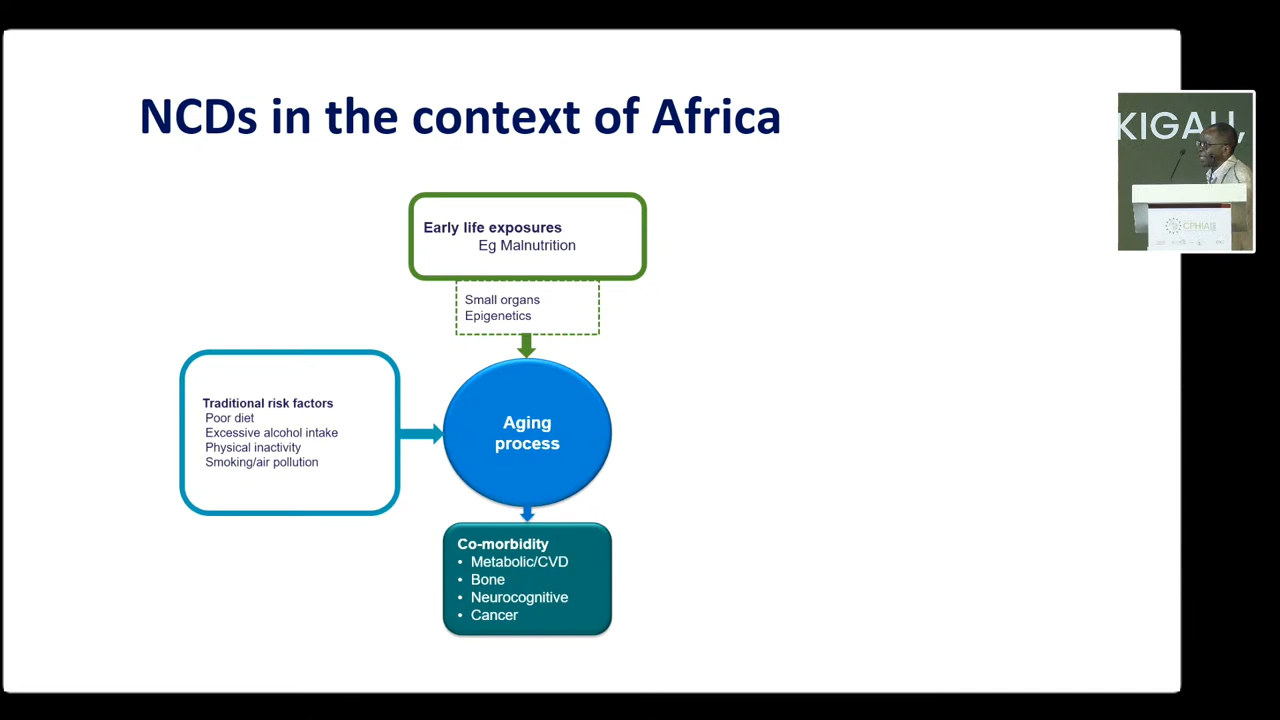 NCDs in the context of Africa
KIGALI,
Early life exposures
Eg Malnutrition
Small organs
Epigenetics
Traditional risk factors
Poor diet
Excessive alcohol intake
Physical inactivity
Smoking/air pollution
Aging
process
Co-morbidity
• Metabolic/CVD
• Bone
• Neurocognitive
• Cancer
CPHIA